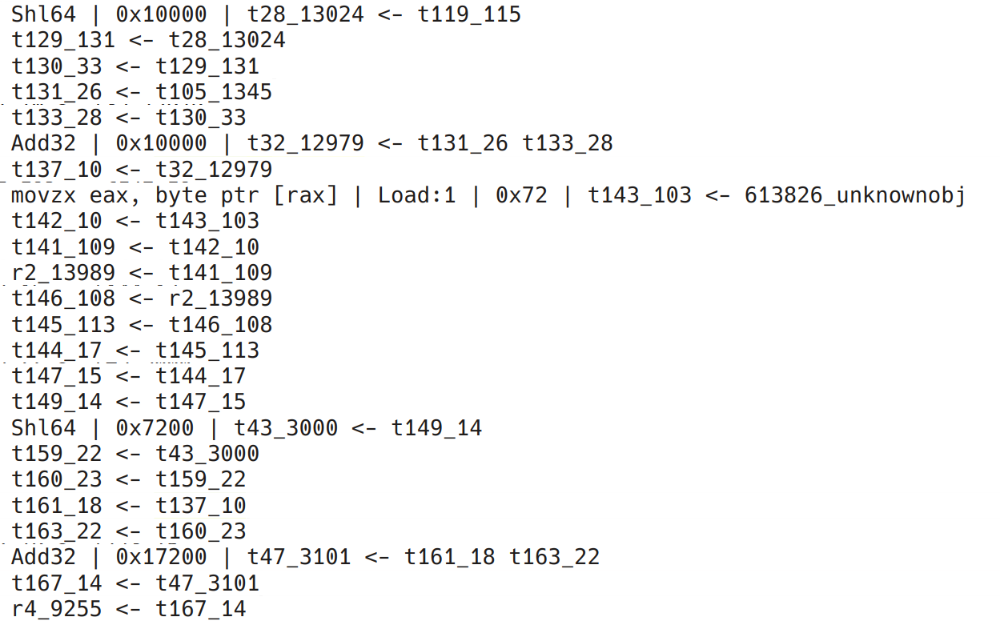 Shl64 | 0x10000 | t28_13024 <- t119_115
t129_131 <- t28_13024
t130_33 <- t129_131
t131_26 <- t105_1345
t133_28 <- t130_33
Add32 | 0x10000 | t32_12979 <- t131_26 t133_28
t137_10 <- t32_12979
movzx eax, byte ptr [rax] | Load:1 | 0x72 | t143_103 <- 613826_unknownobj
t142_10 <- t143_103
t141_109 <- t142_10
r2_13989 <- t141_109
t146_108 <- r2_13989
t145_113 <- t146_108
t144_17 <- t145_113
t147_15 <- t144_17
t149_14 <- t147_15
Shl64 | 0x7200 | t43_3000 <- t149_14
t159_22 <- t43_3000
t160_23 <- t159_22
t161_18 <- t137_10
t163_22 <- t160_23
Add32 | 0x17200 | t47_3101 <- t161_18 t163_22
t167_14 <- t47_3101
r4_9255 <- t167_14